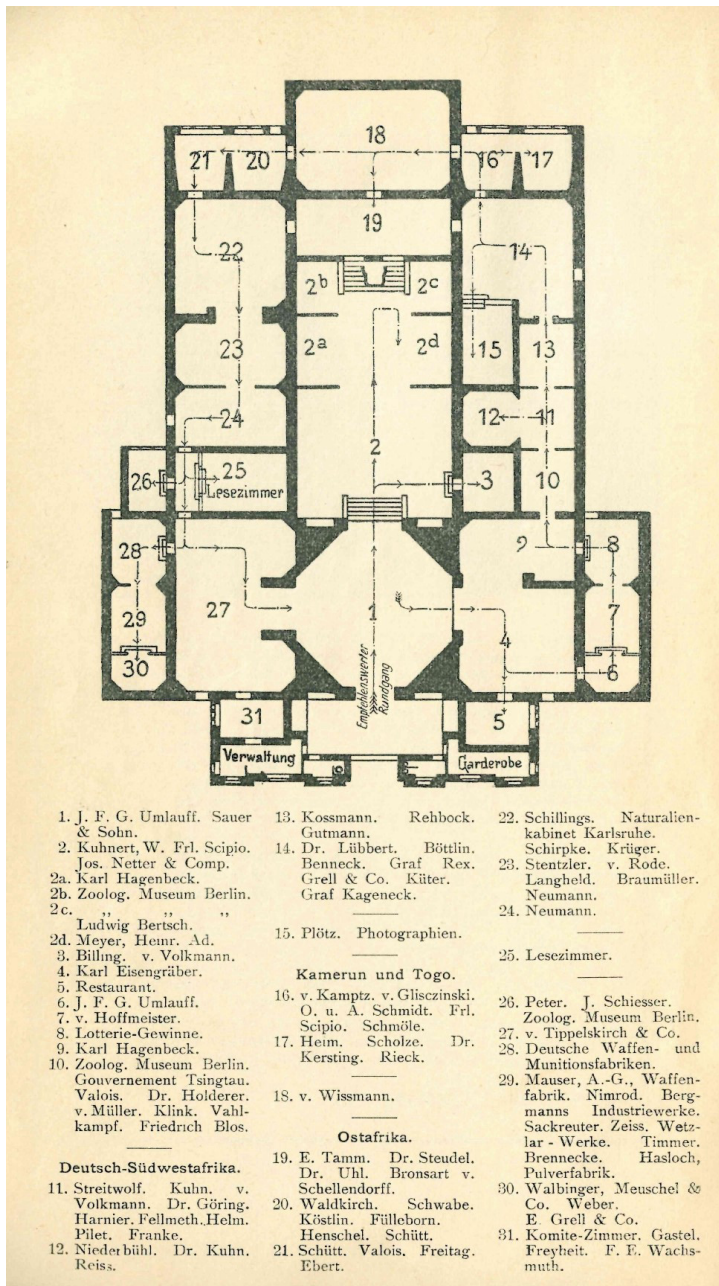 18
21
20
16
17
19
22
14
2b
2c
2a
2d
23
15
13
24
12
11
2
26
25
Lesezimmer
3
10
28
9
8
27
1
29
7
4
30
6
Empfehlenswerter
Rundgang
31
5
Verwaltung
Garderobe
1. J. F. G. Umlauff. Sauer
& Sohn.
2. Kuhnert, W. Frl. Scipio.
Jos. Netter & Comp.
2a. Karl Hagenbeck.
2b. Zoolog. Museum Berlin.
2c. ,, ,, ,,
Ludwig Bertsch.
2d. Meyer, Heinr. Ad.
3. Billing. v. Volkmann.
4. Karl Eisengräber.
5. Restaurant.
6. J. F. G. Umlauff.
7. v. Hoffmeister.
8. Lotterie-Gewinne.
9. Karl Hagenbeck.
10. Zoolog. Museum Berlin.
Gouvernement Tsingtau.
Valois. Dr. Holderer.
v. Müller. Klink. Vahl-
kampf. Friedrich Blos.
Deutsch-Südwestafrika.
11. Streitwolf. Kuhn. v.
Volkmann. Dr. Göring.
Harnier. Fellmeth. Helm.
Pilet. Franke.
12. Niederbühl. Dr. Kuhn.
Reiss.
13. Kossmann. Rehbock.
Gutmann.
14. Dr. Lübbert. Böttlin.
Benneck. Graf Rex.
Grell & Co. Küter.
Graf Kageneck.
15. Plötz. Photographien.
Kamerun und Togo.
16. v. Kamptz. v. Glisczinski.
O. u. A. Schmidt. Frl.
Scipio. Schmöle.
17. Heim. Scholze. Dr.
Kersting. Rieck.
18. v. Wissmann.
Ostafrika.
19. E. Tamm. Dr. Steudel.
Dr. Uhl. Bronsart v.
Schellendorff.
20. Waldkirch. Schwabe.
Köstlin. Fülleborn.
Henschel. Schütt.
21. Schütt. Valois. Freitag.
Ebert.
22. Schillings. Naturalien-
kabinet Karlsruhe.
Schirpke. Krüger.
23. Stentzler. v. Rode.
Langheld. Braumüller.
Neumann.
24. Neumann.
25. Lesezimmer.
26. Peter. J. Schiesser.
Zoolog. Museum Berlin.
27. v. Tippelskirch & Co.
28. Deutsche Waffen- und
Munitionsfabriken.
29. Mauser, A.-G., Waffen-
fabrik. Nimrod. Berg-
manns Industriewerke.
Sackreuter. Zeiss. Wetz-
lar - Werke. Timmer.
Brennecke. Hasloch,
Pulverfabrik.
30. Walbinger, Meuschel &
Co. Weber.
E. Grell & Co.
31. Komite-Zimmer. Gastel.
Freyheit. F. E. Wachs-
muth.